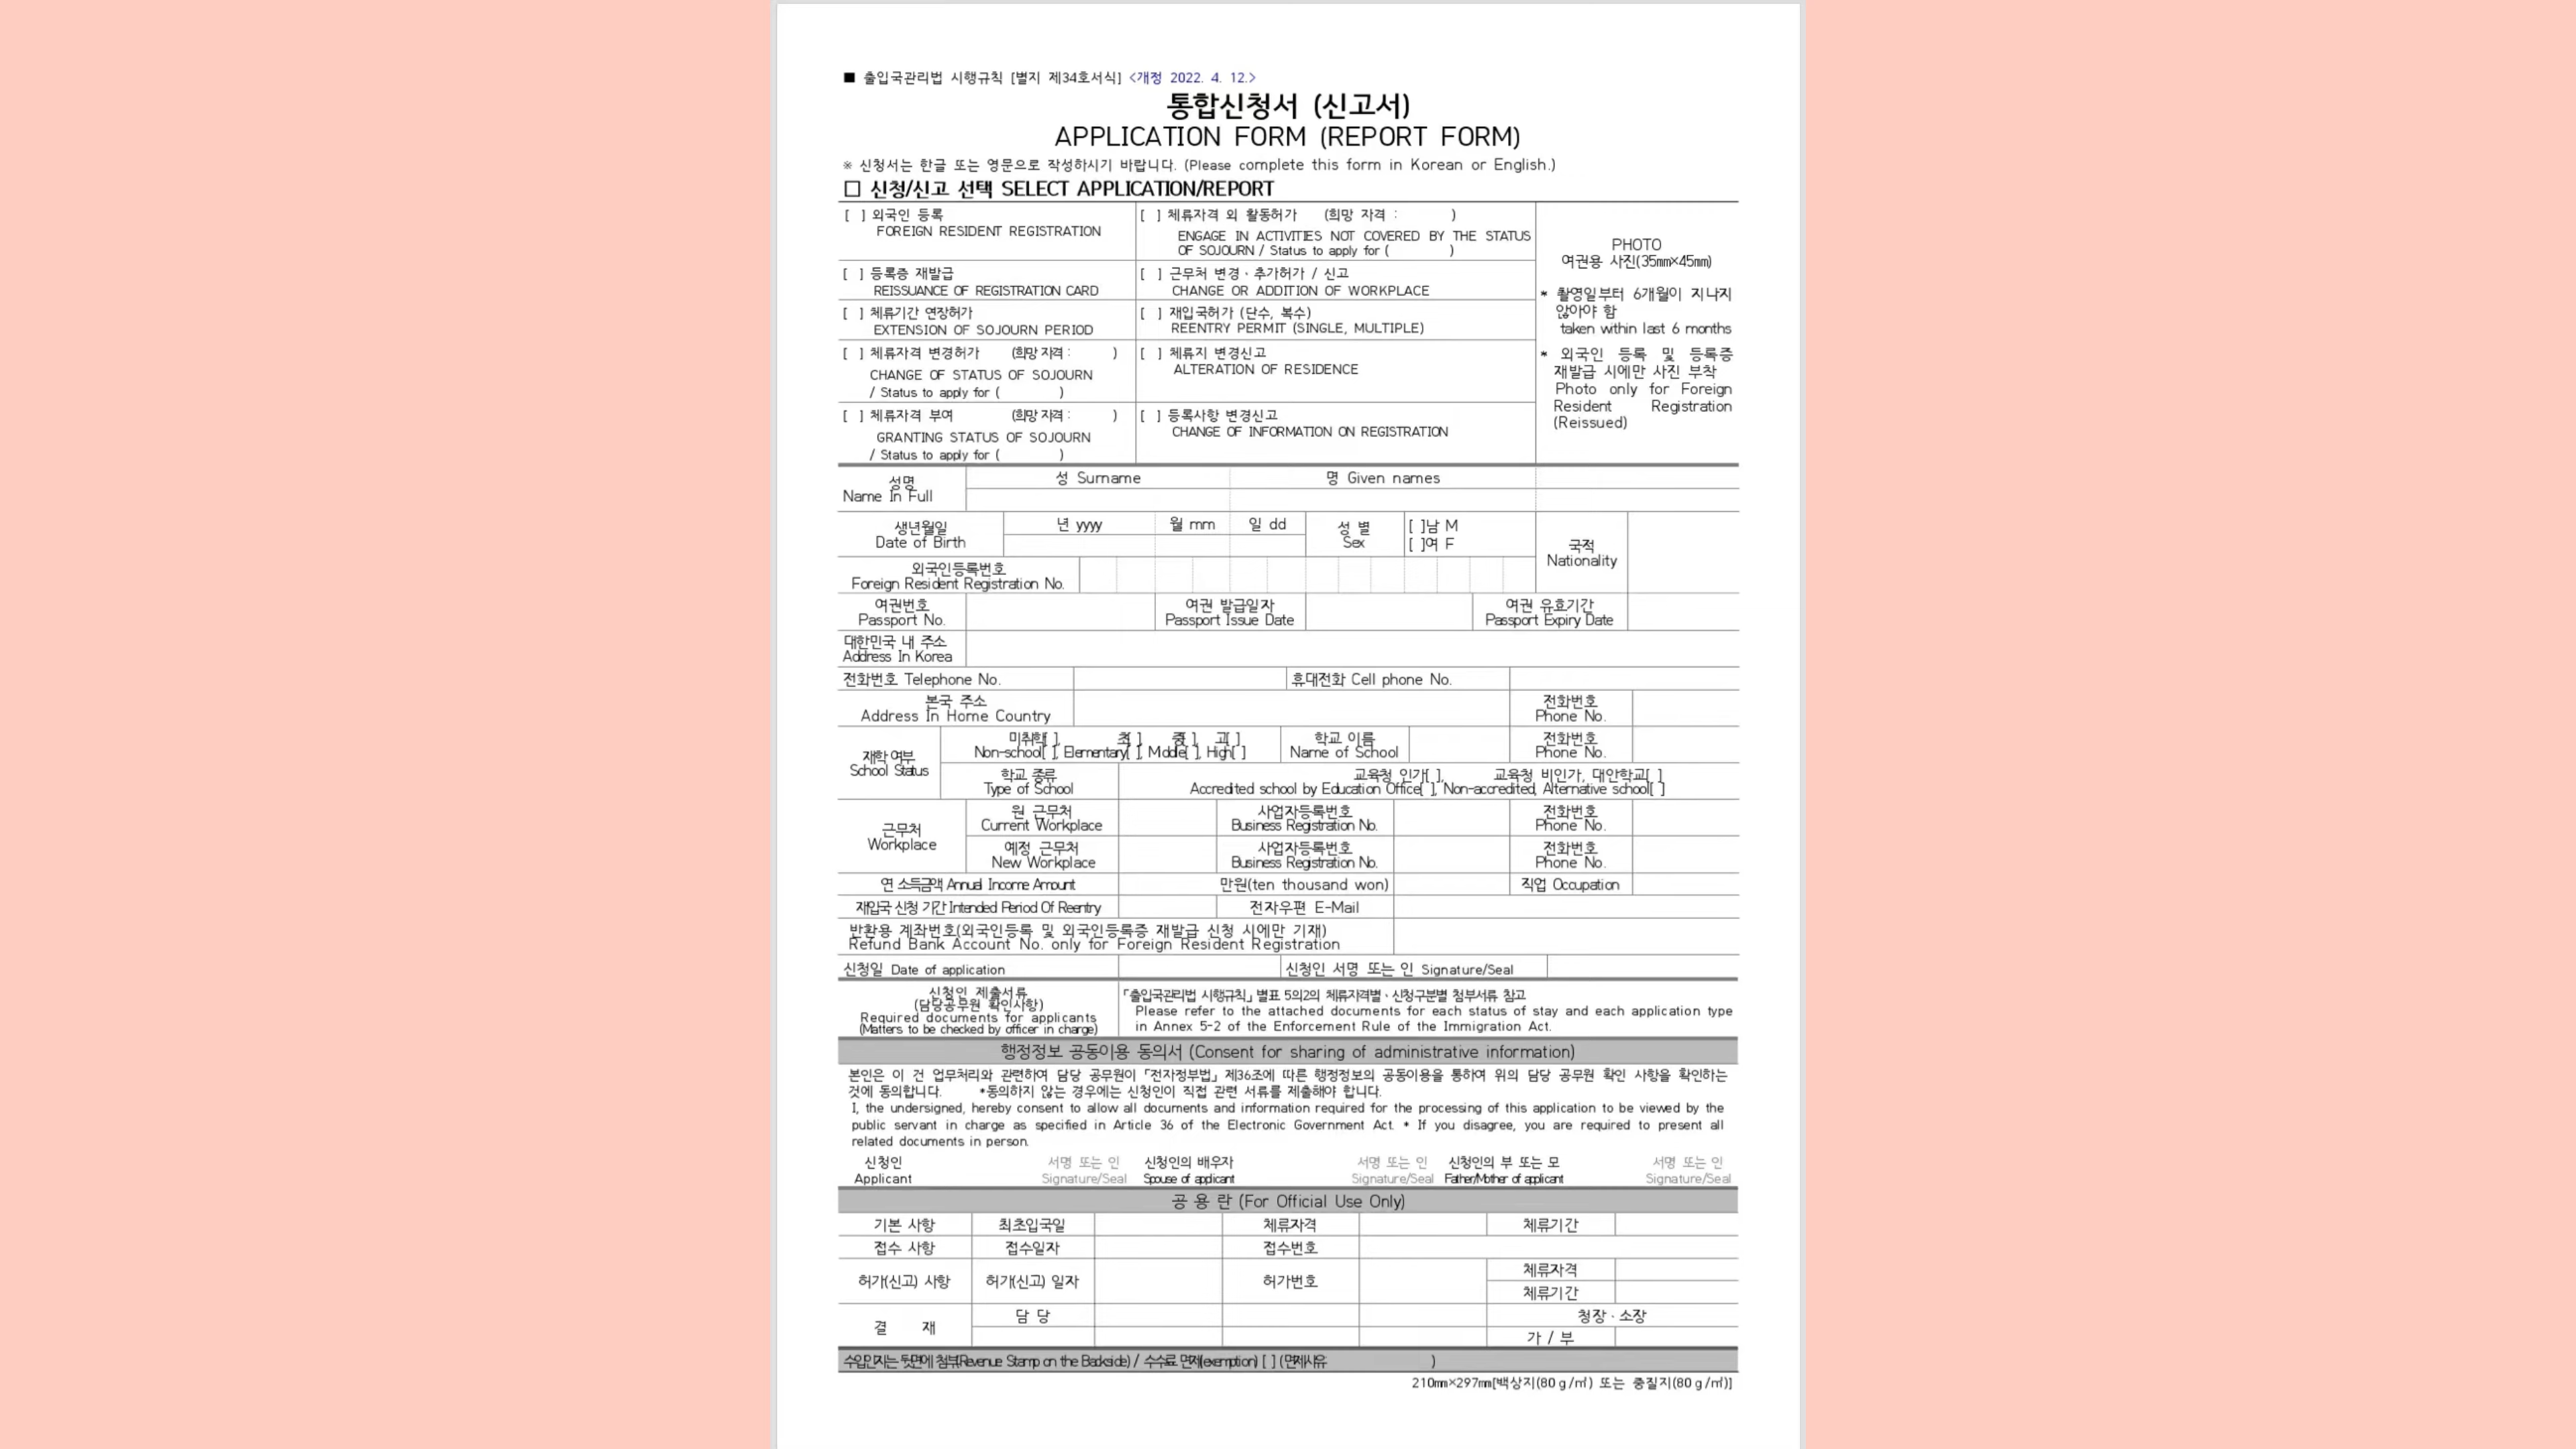 ■ 출입국관리법 시행규칙 [별지 제34호서식] <개정 2022. 4. 12.>
통합신청서 (신고서)
APPLICATION FORM (REPORT FORM)
※ 신청서는 한글 또는 영문으로 작성하시기 바랍니다. (Please complete this form in Korean or English.)
□ 신청/신고 선택 SELECT APPLICATION/REPORT
[ ] 외국인 등록
FOREIGN RESIDENT REGISTRATION
[ ] 체류자격 외 활동허가 (희망 자격 : )
ENGAGE IN ACTIVITIES NOT COVERED BY THE STATUS
OF SOJOURN / Status to apply for ( )
PHOTO
여권용 사진(35㎜×45㎜)
* 촬영일부터 6개월이 지나지
않아야 함
taken within last 6 months
* 외국인 등록 및 등록증
재발급 시에만 사진 부착
Photo only for Foreign
Resident Registration
(Reissued)
[ ] 등록증 재발급
REISSUANCE OF REGISTRATION CARD
[ ] 근무처 변경ㆍ추가허가 / 신고
CHANGE OR ADDITION OF WORKPLACE
[ ] 체류기간 연장허가
EXTENSION OF SOJOURN PERIOD
[ ] 재입국허가 (단수, 복수)
REENTRY PERMIT (SINGLE, MULTIPLE)
[ ] 체류자격 변경허가 (희망 자격 : )
CHANGE OF STATUS OF SOJOURN
/ Status to apply for ( )
[ ] 체류지 변경신고
ALTERATION OF RESIDENCE
[ ] 체류자격 부여 (희망 자격 : )
GRANTING STATUS OF SOJOURN
/ Status to apply for ( )
[ ] 등록사항 변경신고
CHANGE OF INFORMATION ON REGISTRATION
성명
Name In Full
성 Surname
명 Given names
생년월일
Date of Birth
년 yyyy
월 mm
일 dd
성 별
Sex
[ ]남 M
[ ]여 F
국적
Nationality
외국인등록번호
Foreign Resident Registration No.
여권번호
Passport No.
여권 발급일자
Passport Issue Date
여권 유효기간
Passport Expiry Date
대한민국 내 주소
Address In Korea
전화번호 Telephone No.
휴대전화 Cell phone No.
본국 주소
Address In Home Country
전화번호
Phone No.
재학 여부
School Status
미취학[ ], 초[ ], 중[ ], 고[ ]
Non-school[ ], Elementary[ ], Middle[ ], High[ ]
학교 이름
Name of School
전화번호
Phone No.
학교 종류
Type of School
교육청 인가[ ], 교육청 비인가, 대안학교[ ]
Accredited school by Education Office[ ], Non-accredited, Alternative school[ ]
근무처
Workplace
원 근무처
Current Workplace
사업자등록번호
Business Registration No.
전화번호
Phone No.
예정 근무처
New Workplace
사업자등록번호
Business Registration No.
전화번호
Phone No.
연 소득금액 Annual Income Amount
만원(ten thousand won)
직업 Occupation
재입국 신청 기간 Intended Period Of Reentry
전자우편 E-Mail
반환용 계좌번호(외국인등록 및 외국인등록증 재발급 신청 시에만 기재)
Refund Bank Account No. only for Foreign Resident Registration
신청일 Date of application
신청인 서명 또는 인 Signature/Seal
신청인 제출서류
(담당공무원 확인사항)
Required documents for applicants
(Matters to be checked by officer in charge)
「출입국관리법 시행규칙」 별표 5의2의 체류자격별ㆍ신청구분별 첨부서류 참고
Please refer to the attached documents for each status of stay and each application type
in Annex 5-2 of the Enforcement Rule of the Immigration Act.
행정정보 공동이용 동의서 (Consent for sharing of administrative information)
본인은 이 건 업무처리와 관련하여 담당 공무원이 「전자정부법」 제36조에 따른 행정정보의 공동이용을 통하여 위의 담당 공무원 확인 사항을 확인하는
것에 동의합니다. *동의하지 않는 경우에는 신청인이 직접 관련 서류를 제출해야 합니다.
I, the undersigned, hereby consent to allow all documents and information required for the processing of this application to be viewed by the
public servant in charge as specified in Article 36 of the Electronic Government Act. * If you disagree, you are required to present all
related documents in person.
신청인 서명 또는 인 신청인의 배우자 서명 또는 인 신청인의 부 또는 모 서명 또는 인
Applicant Signature/Seal Spouse of applicant Signature/Seal Father/Mother of applicant Signature/Seal
공 용 란 (For Official Use Only)
기본 사항 최초입국일 체류자격 체류기간
접수 사항 접수일자 접수번호
허가(신고) 사항 허가(신고) 일자 허가번호 체류자격
체류기간
결 재 담 당 청장ㆍ소장
가 / 부
수입인지는 뒷면에 첨부(Revenue Stamp on the Backside) / 수수료 면제(exemption) [ ] (면제사유 )
210㎜×297㎜[백상지(80ｇ/㎡) 또는 중질지(80ｇ/㎡)]